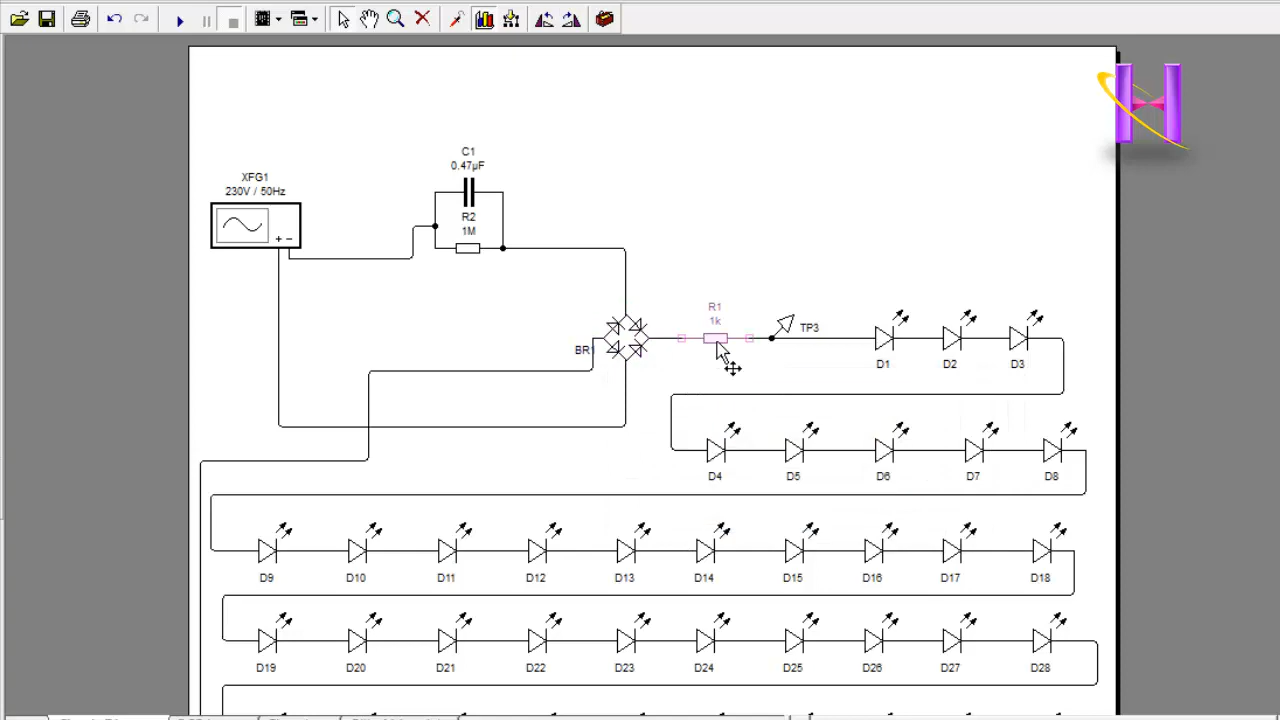 C1
0.47µF
XFG1
230V / 50Hz
R2
1M
+ -
R1
1k
TP3
BR1
D1 D2 D3
D4 D5 D6 D7 D8
D9 D10 D11 D12 D13 D14 D15 D16 D17 D18
D19 D20 D21 D22 D23 D24 D25 D26 D27 D28